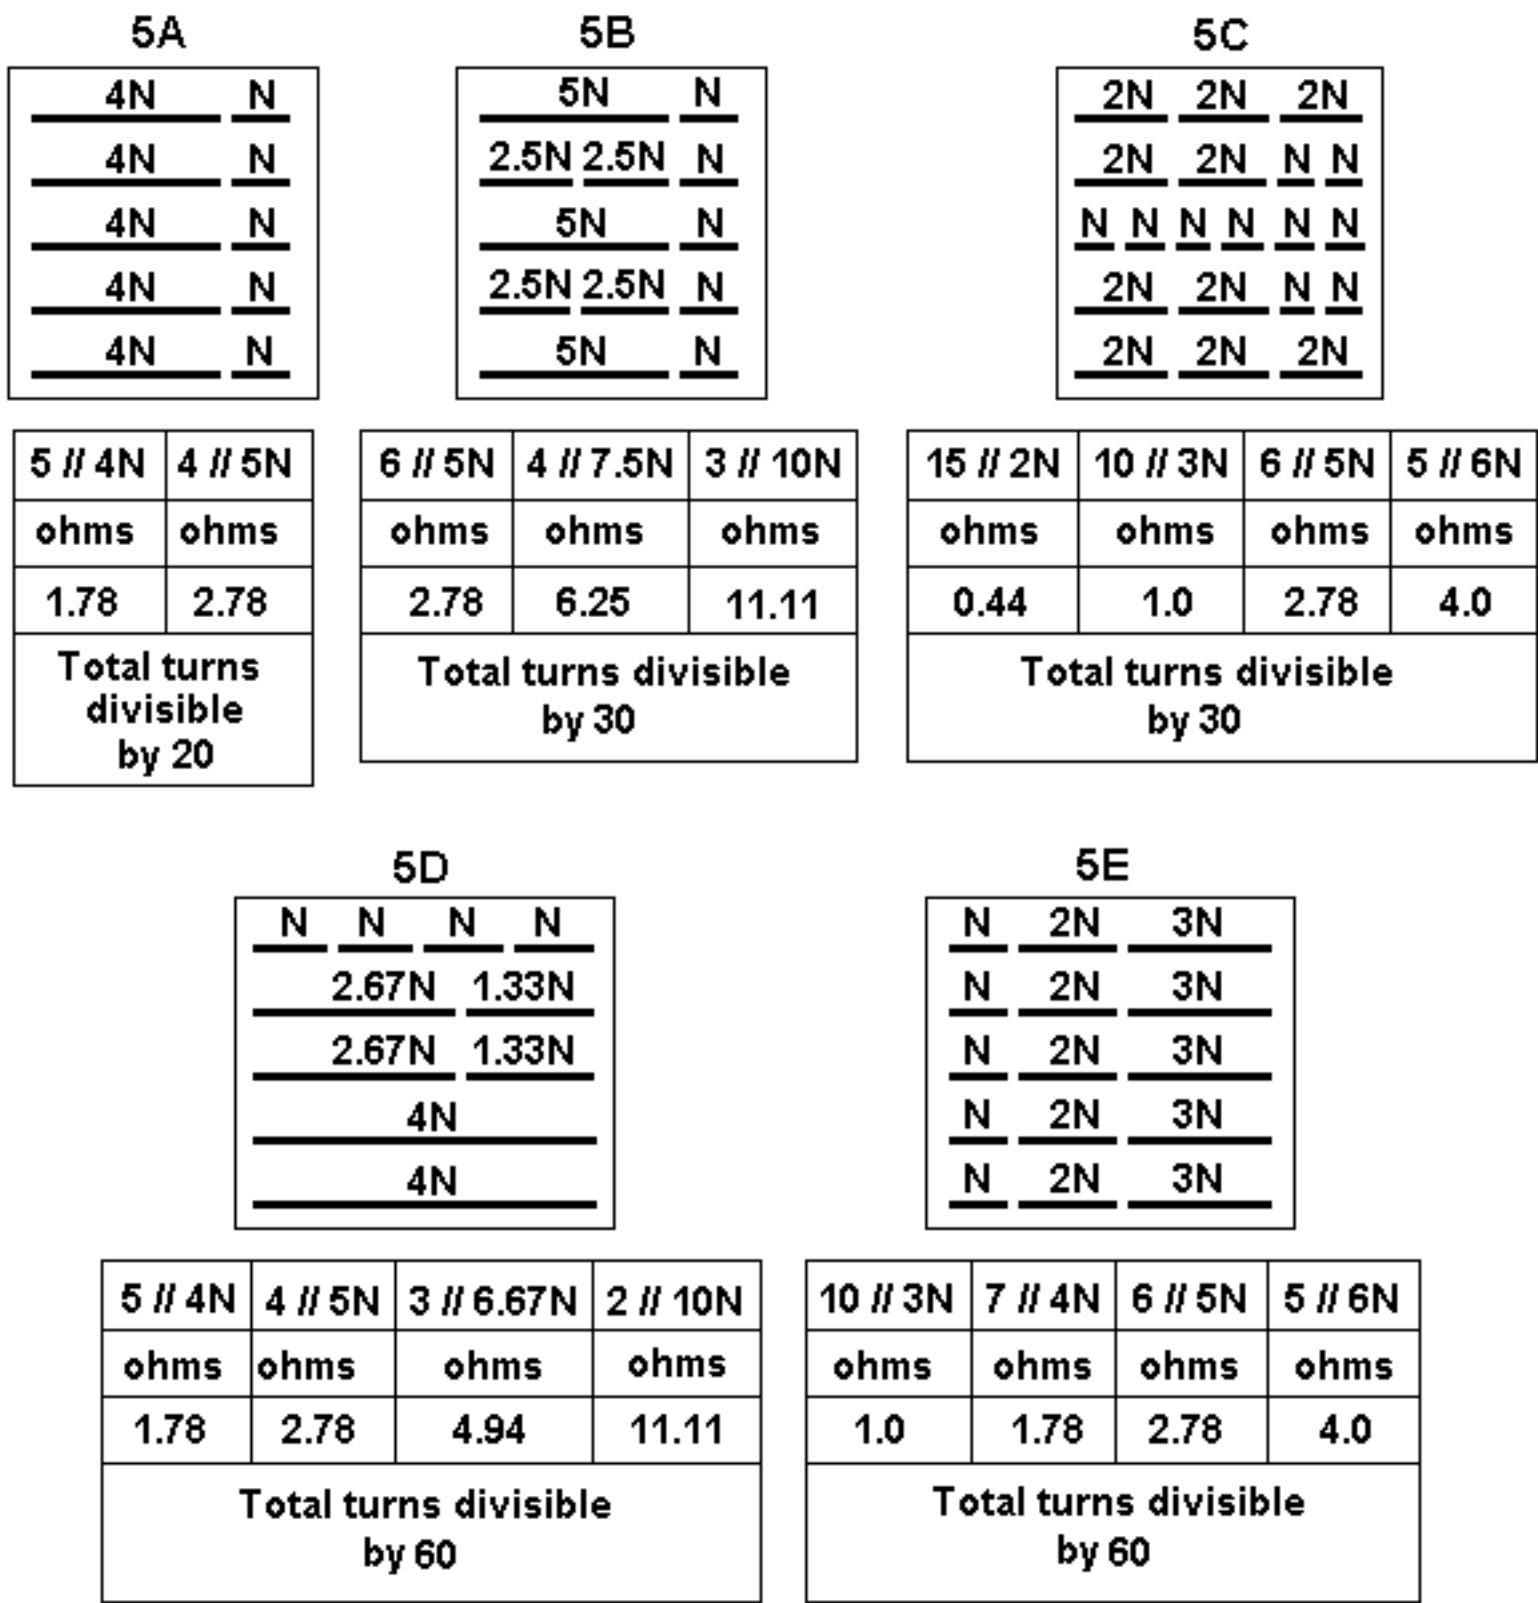 5A
4N N
4N N
4N N
4N N
4N N
5 // 4N 4 // 5N
ohms ohms
1.78 2.78
Total turns
divisible
by 20
5B
5N N
2.5N 2.5N N
5N N
2.5N 2.5N N
5N N
6 // 5N 4 // 7.5N 3 // 10N
ohms ohms ohms
2.78 6.25 11.11
Total turns divisible
by 30
5C
2N 2N 2N
2N 2N N N
N N N N N N
2N 2N N N
2N 2N 2N
15 // 2N 10 // 3N 6 // 5N 5 // 6N
ohms ohms ohms ohms
0.44 1.0 2.78 4.0
Total turns divisible
by 30
5D
N N N N
2.67N 1.33N
2.67N 1.33N
4N
4N
5 // 4N 4 // 5N 3 // 6.67N 2 // 10N
ohms ohms ohms ohms
1.78 2.78 4.94 11.11
Total turns divisible
by 60
5E
N 2N 3N
N 2N 3N
N 2N 3N
N 2N 3N
N 2N 3N
10 // 3N 7 // 4N 6 // 5N 5 // 6N
ohms ohms ohms ohms
1.0 1.78 2.78 4.0
Total turns divisible
by 60